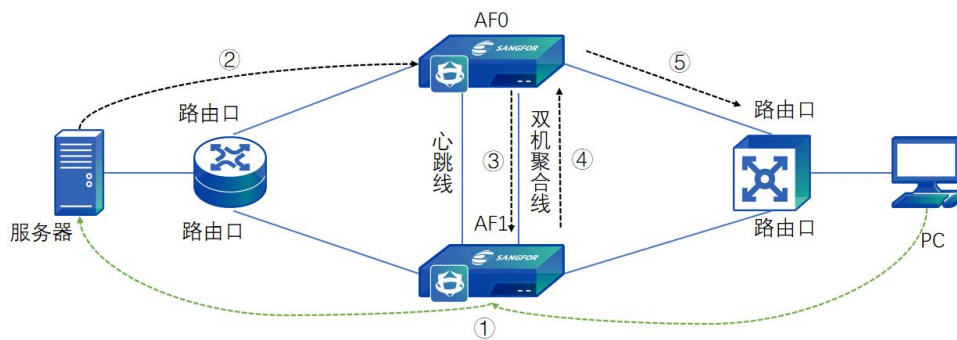 AF0
SANGFOR
②
⑤
路由口
路由口
心跳线
③
双机聚合线
④
服务器
路由口
AF1
SANGFOR
路由口
PC
①